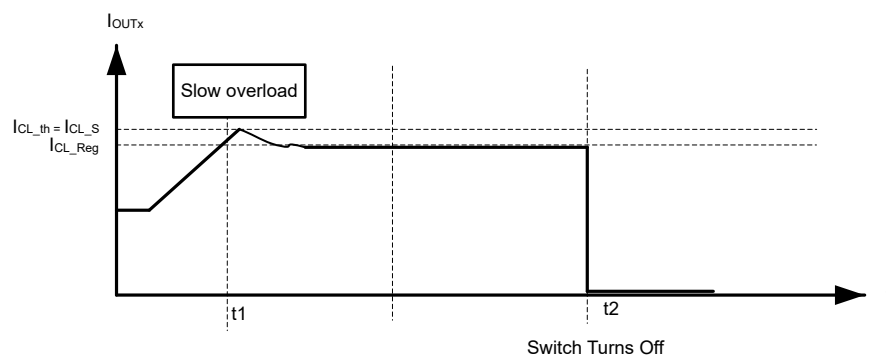 IOUTx
Slow overload
ICL_th = ICL_S
ICL_Reg
t1
t2
Switch Turns Off